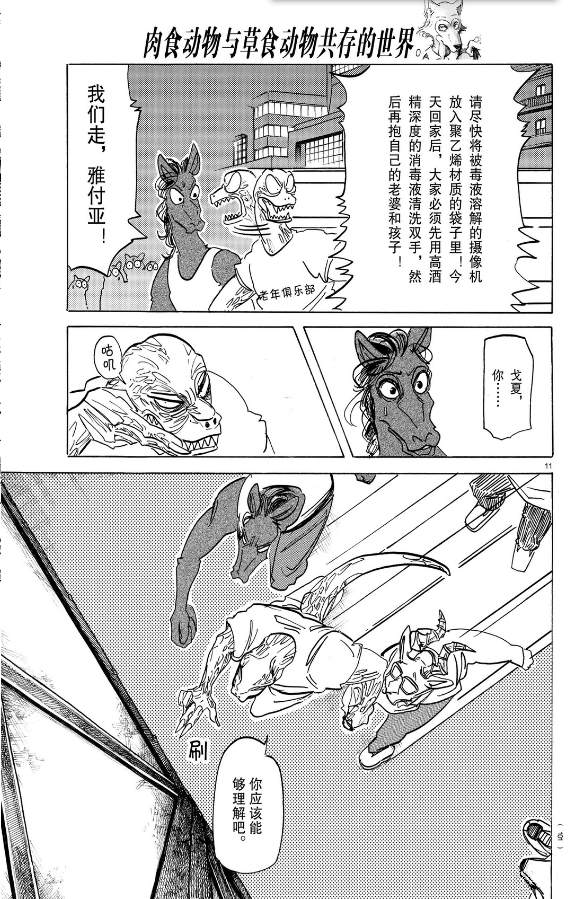 肉食动物与草食动物共存的世界。
请尽快将被毒液溶解的摄像机
放入聚乙烯材质的袋子里！今
天回家后，大家必须先用高酒
精深度的消毒液清洗双手，然
后再抱自己的老婆和孩子！
我们走，雅付亚！
老年俱乐部
戈夏，
你……
咕叽
11
你应该能
够理解吧。
刷